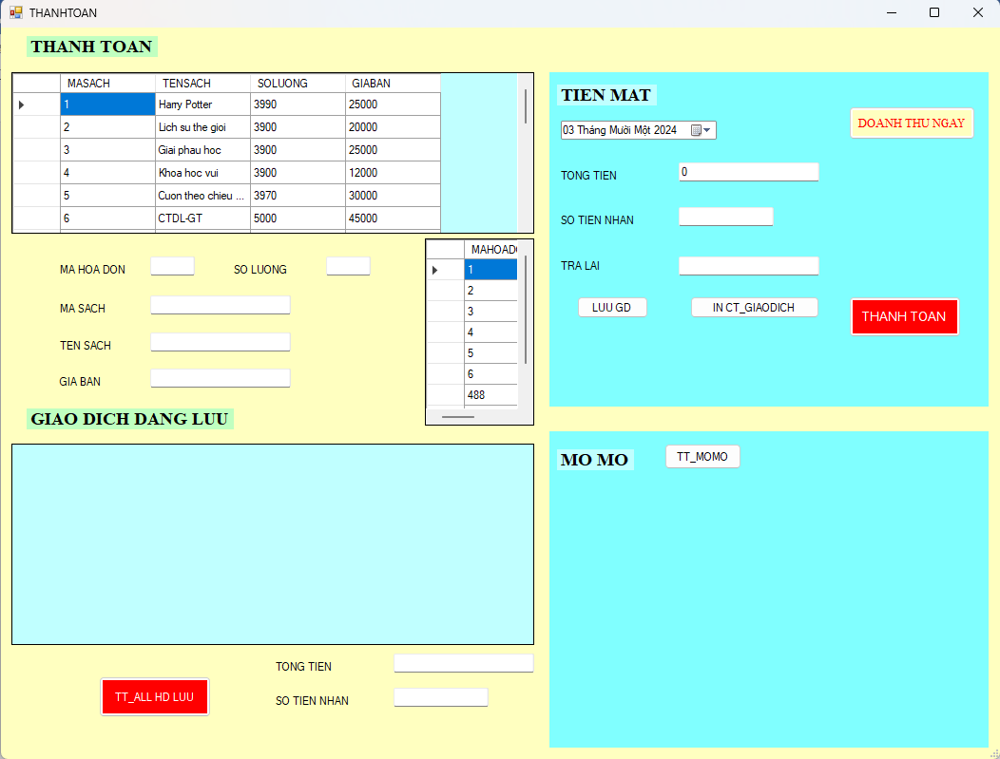 THANHTOAN
THANH TOAN
MASACH TENSACH SOLUONG GIABAN
1 Harry Potter 3990 25000
2 Lich su the gioi 3900 20000
3 Giai phau hoc 3900 25000
4 Khoa hoc vui 3900 12000
5 Cuon theo chieu ... 3970 30000
6 CTDL-GT 5000 45000
MA HOA DON
SO LUONG
MA SACH
TEN SACH
GIA BAN
MAHOADO
1
2
3
4
5
6
488
GIAO DICH DANG LUU
TONG TIEN
SO TIEN NHAN
TT_ALL HD LUU
TIEN MAT
03 Tháng Mười Một 2024
DOANH THU NGAY
TONG TIEN 0
SO TIEN NHAN
TRA LAI
LUU GD
IN CT_GIAODICH
THANH TOAN
MO MO
TT_MOMO